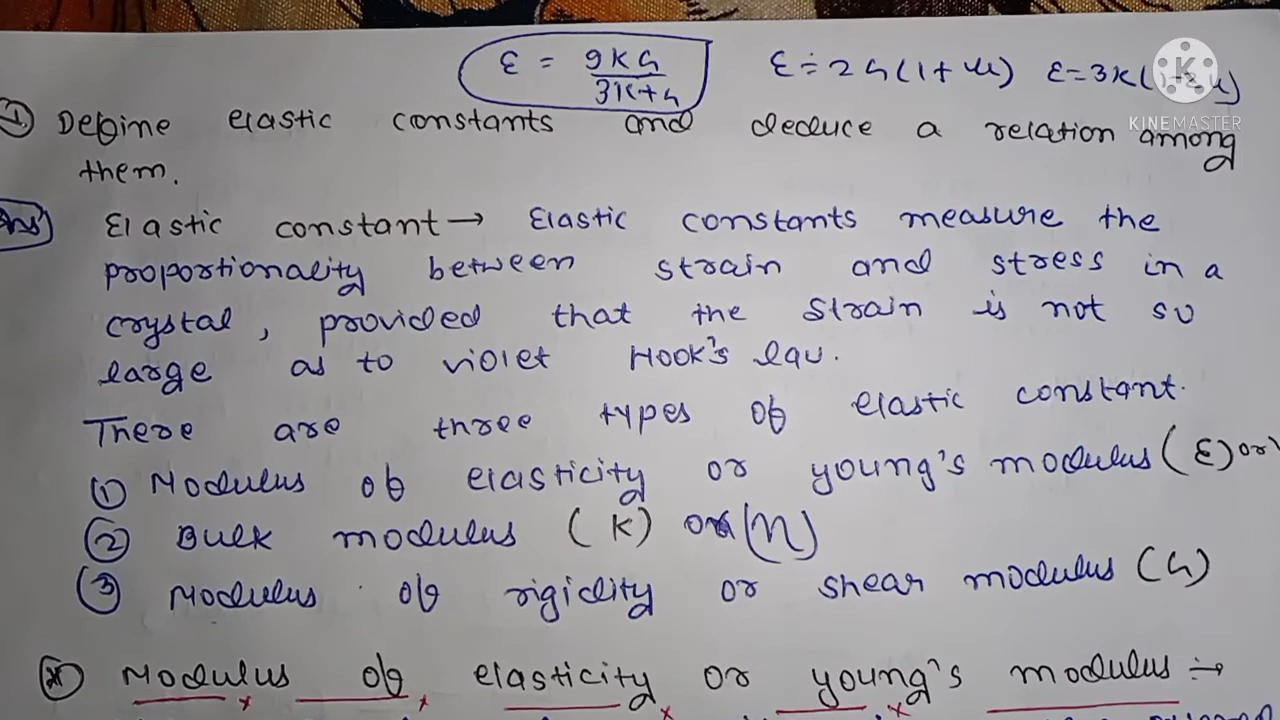 ε = 9KG / 3K+G ε = 2G(1+μ) ε=3K(1-2μ)
KINEMASTER
① Define elastic constants and deduce a relation among
them.
Ans Elastic constant → Elastic constants measure the
proportionality between strain and stress in a
crystal, provided that the strain is not so
large as to violet Hook's equ.
There are three types of elastic constant.
① Modulus of elasticity or young's modulus (ε) or
② Bulk modulus (K) or (η)
③ Modulus of rigidity or shear modulus (G)
Modulus of elasticity or young's modulus :→